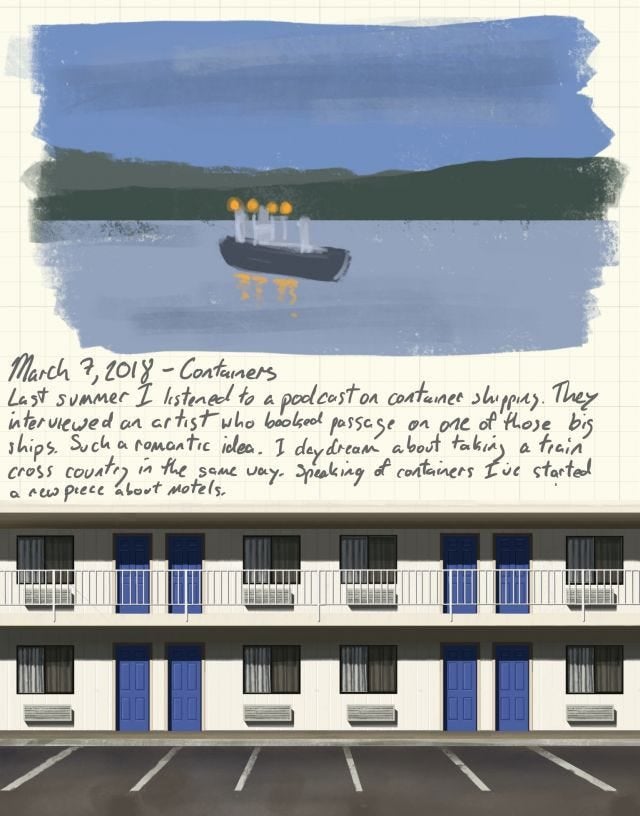 March 7, 2018 - Containers
Last summer I listened to a podcast on container shipping. They
interviewed an artist who booked passage on one of those big
ships. Such a romantic idea. I daydream about taking a train
cross country in the same way. Speaking of containers I've started
a new piece about motels.